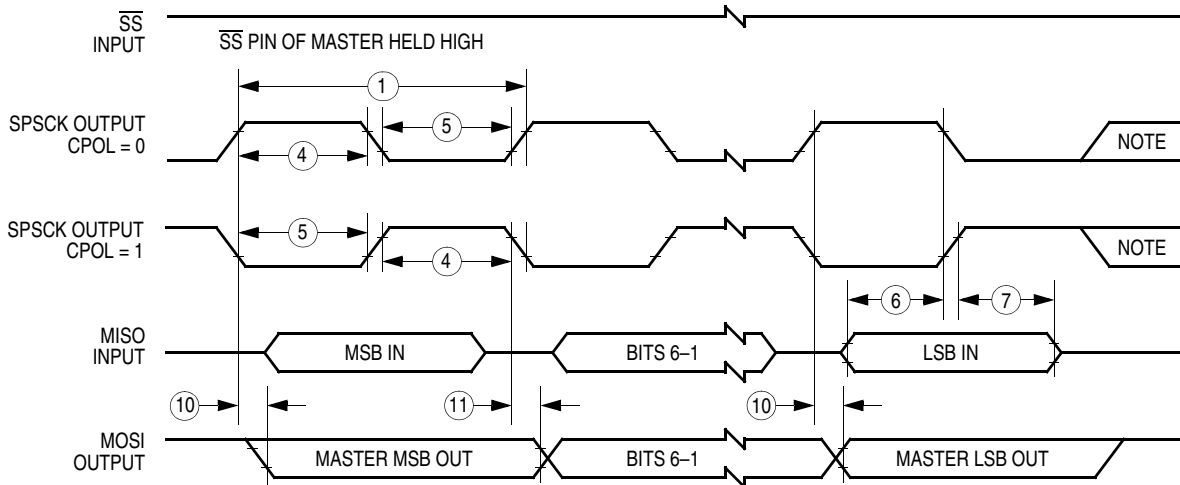 SS
INPUT
SS PIN OF MASTER HELD HIGH
1
SPSCK OUTPUT
CPOL = 0
5
4
NOTE
SPSCK OUTPUT
CPOL = 1
5
4
NOTE
6
7
MISO
INPUT
MSB IN
BITS 6–1
LSB IN
10
11
10
MOSI
OUTPUT
MASTER MSB OUT
BITS 6–1
MASTER LSB OUT